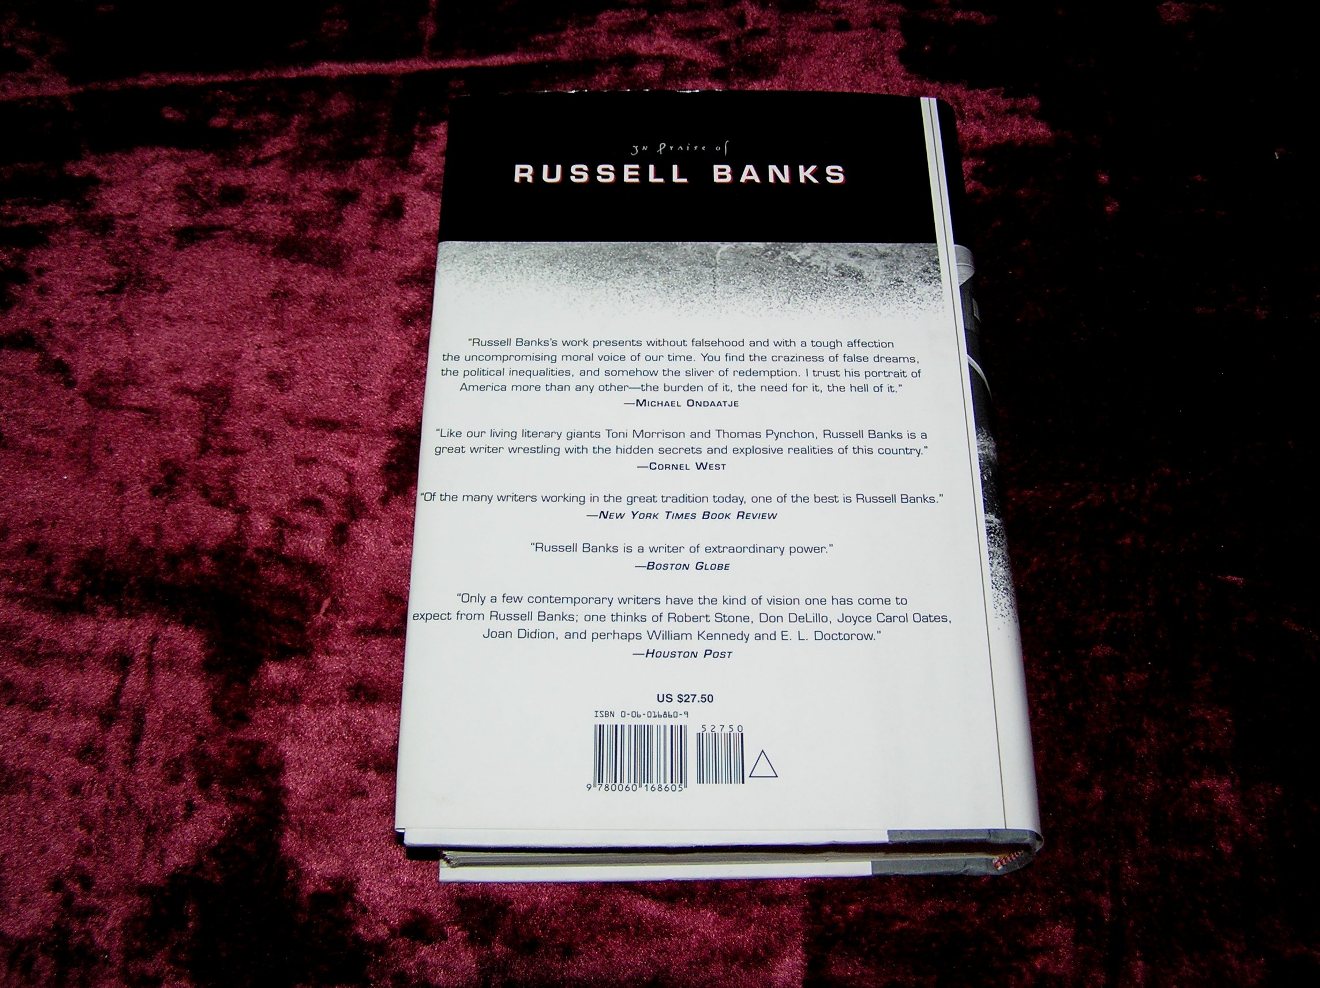 In Praise of
RUSSELL BANKS
"Russell Banks's work presents without falsehood and with a tough affection
the uncompromising moral voice of our time. You find the craziness of false dreams,
the political inequalities, and somehow the sliver of redemption. I trust his portrait of
America more than any other—the burden of it, the need for it, the hell of it."
—MICHAEL ONDAATJE
"Like our living literary giants Toni Morrison and Thomas Pynchon, Russell Banks is a
great writer wrestling with the hidden secrets and explosive realities of this country."
—CORNEL WEST
"Of the many writers working in the great tradition today, one of the best is Russell Banks."
—NEW YORK TIMES BOOK REVIEW
"Russell Banks is a writer of extraordinary power."
—BOSTON GLOBE
"Only a few contemporary writers have the kind of vision one has come to
expect from Russell Banks; one thinks of Robert Stone, Don DeLillo, Joyce Carol Oates,
Joan Didion, and perhaps William Kennedy and E. L. Doctorow."
—HOUSTON POST
US $27.50
ISBN 0-06-016860-9
52750
9 780060 168605